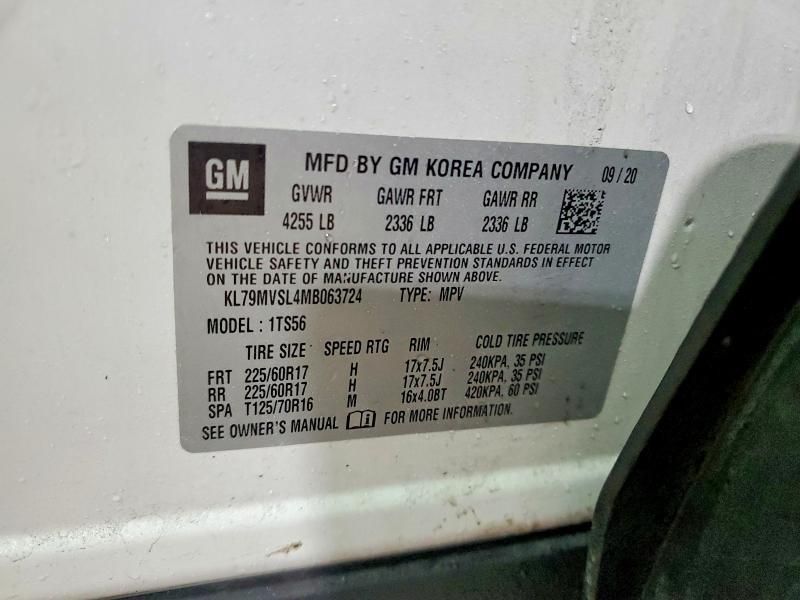 GM
MFD BY GM KOREA COMPANY 09/20
GVWR GAWR FRT GAWR RR
4255 LB 2336 LB 2336 LB
THIS VEHICLE CONFORMS TO ALL APPLICABLE U.S. FEDERAL MOTOR
VEHICLE SAFETY AND THEFT PREVENTION STANDARDS IN EFFECT
ON THE DATE OF MANUFACTURE SHOWN ABOVE.
KL79MVSL4MB063724 TYPE: MPV
MODEL : 1TS56
TIRE SIZE SPEED RTG RIM COLD TIRE PRESSURE
FRT 225/60R17 H 17x7.5J 240KPA, 35 PSI
RR 225/60R17 H 17x7.5J 240KPA, 35 PSI
SPA T125/70R16 M 16x4.0BT 420KPA, 60 PSI
SEE OWNER'S MANUAL i FOR MORE INFORMATION.